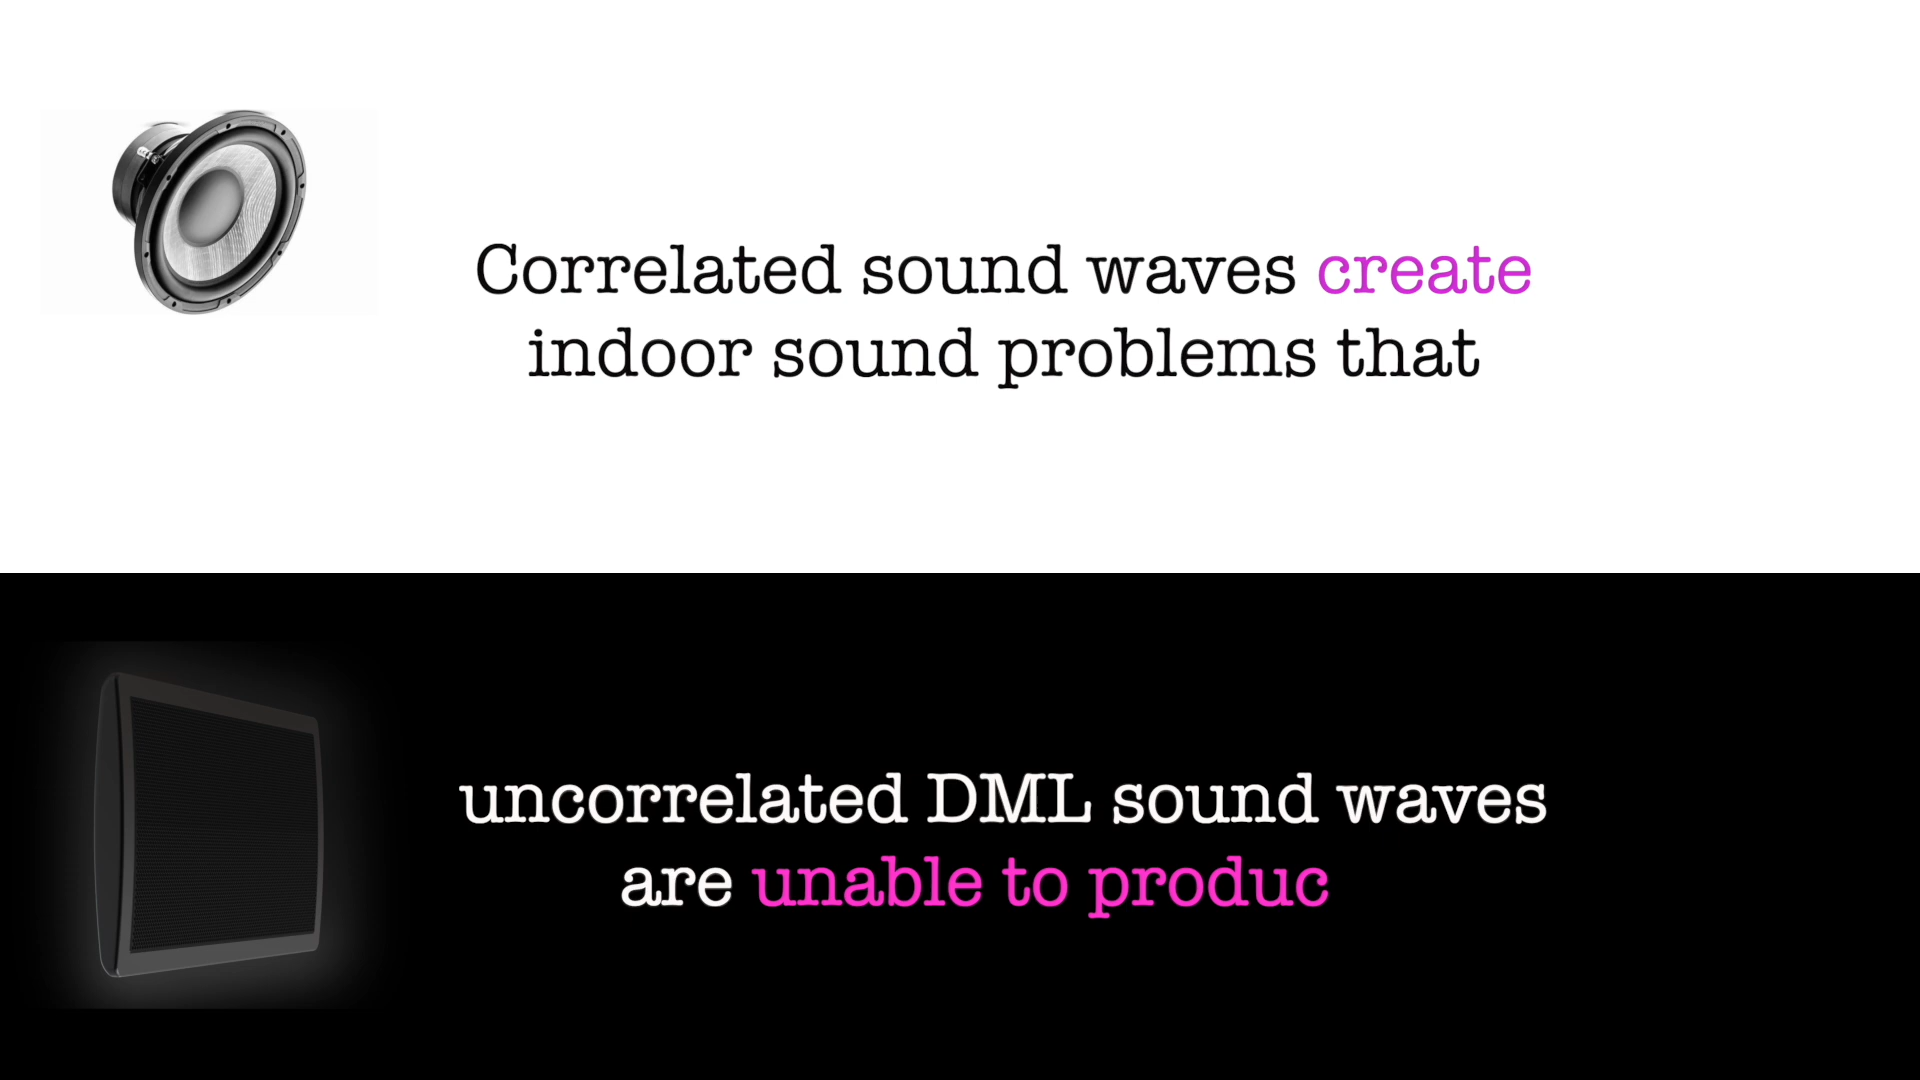 Correlated sound waves create
indoor sound problems that
uncorrelated DML sound waves
are unable to produc